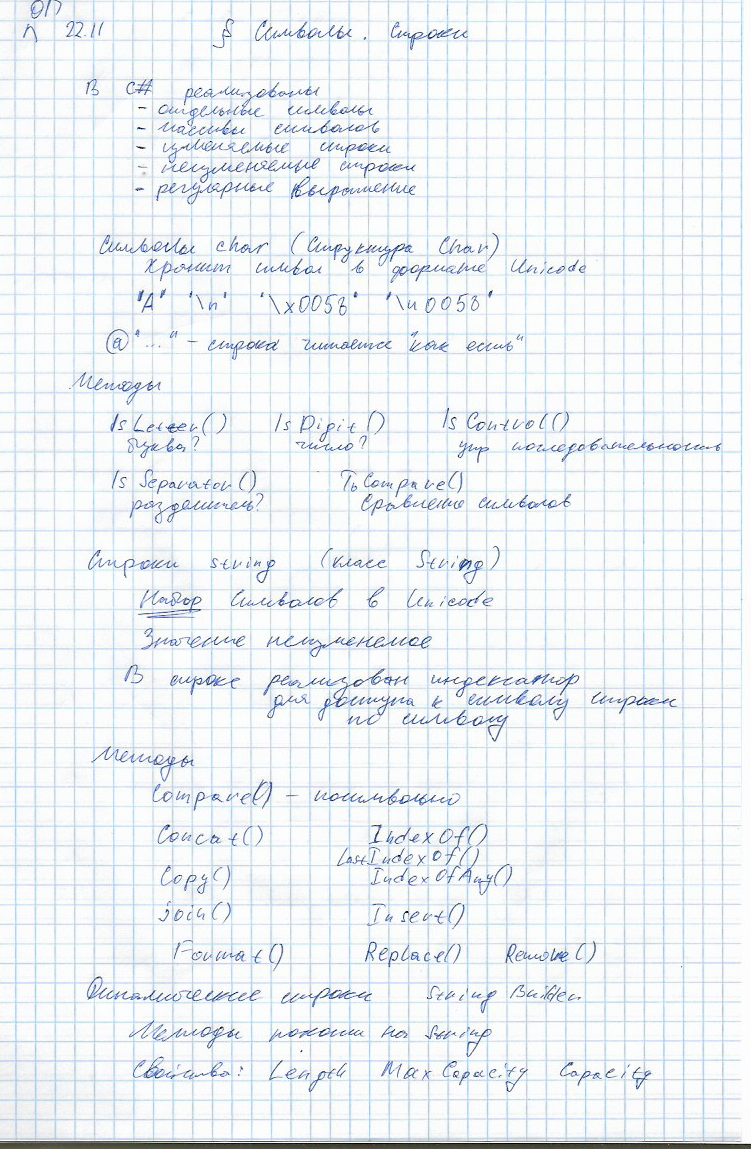 ОП
п 22.11 § Символы. Строки
В C# реализованы
- отдельные символы
- массивы символов
- изменяемые строки
- неизменяемые строки
- регулярные выражение
Символы char (Структура Char)
Хранит символ в формате Unicode
"A" '\n' '\x0058' '\u0058'
@"..." - строка читается "как есть"
Методы
IsLetter() IsDigit() IsControl()
буква? число? упр последовательность
IsSeparator() ToCompare()
разделитель? Сравнение символов
Строки string (класс String)
Набор символов в Unicode
Значение неизменяемое
В строке реализован индексатор
для доступа к символу строки
по символу
Методы
Compare() - посимвольно
Concat() IndexOf()
LastIndexOf()
Copy() IndexOfAny()
join() Insert()
Format() Replace() Remove()
Динамические строки String Builder
Методы похожи на String
Свойства: Length MaxCapacity Capacity